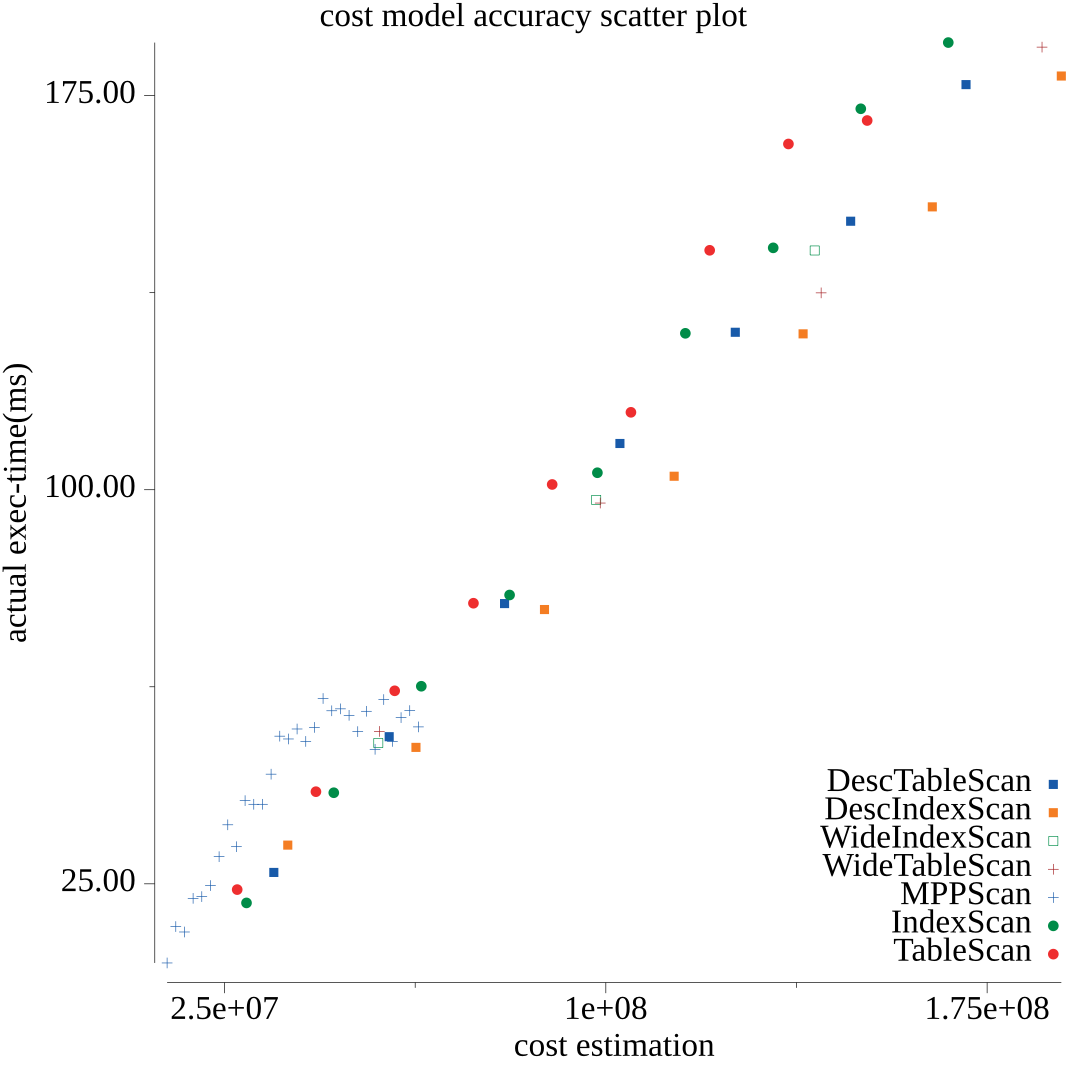 cost model accuracy scatter plot
175.00
100.00
25.00
actual exec-time(ms)
DescTableScan
DescIndexScan
WideIndexScan
WideTableScan
MPPScan
IndexScan
TableScan
2.5e+07
1e+08
1.75e+08
cost estimation